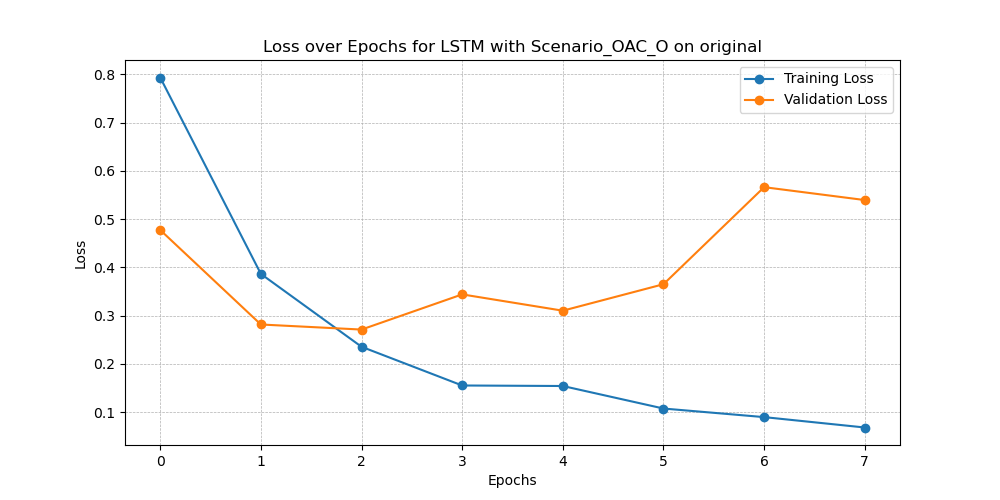 Loss over Epochs for LSTM with Scenario_OAC_O on original
Training Loss
Validation Loss
Loss
0.8
0.7
0.6
0.5
0.4
0.3
0.2
0.1
0 1 2 3 4 5 6 7
Epochs